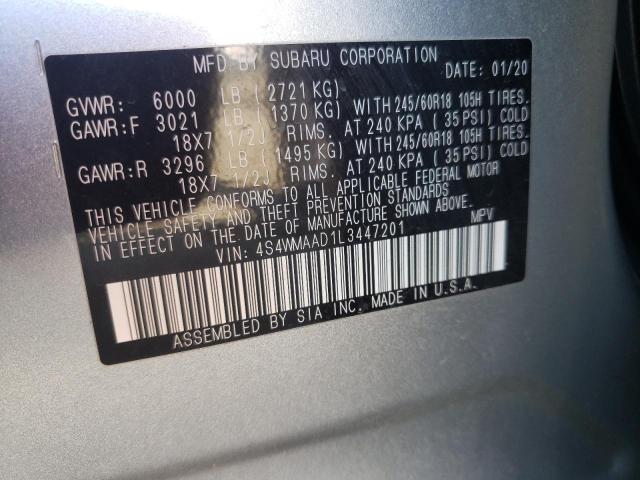 MFD BY SUBARU CORPORATION
DATE: 01/20
GVWR: 6000 LB (2721 KG)
GAWR:F 3021 LB (1370 KG) WITH 245/60R18 105H TIRES.
18X7 1/2J RIMS. AT 240 KPA (35 PSI) COLD
GAWR:R 3296 LB (1495 KG) WITH 245/60R18 105H TIRES.
18X7 1/2J RIMS. AT 240 KPA (35 PSI) COLD
THIS VEHICLE CONFORMS TO ALL APPLICABLE FEDERAL MOTOR
VEHICLE SAFETY AND THEFT PREVENTION STANDARDS
IN EFFECT ON THE DATE OF MANUFACTURE SHOWN ABOVE.
VIN: 4S4WMAAD1L3447201 MPV
ASSEMBLED BY SIA INC. MADE IN U.S.A.